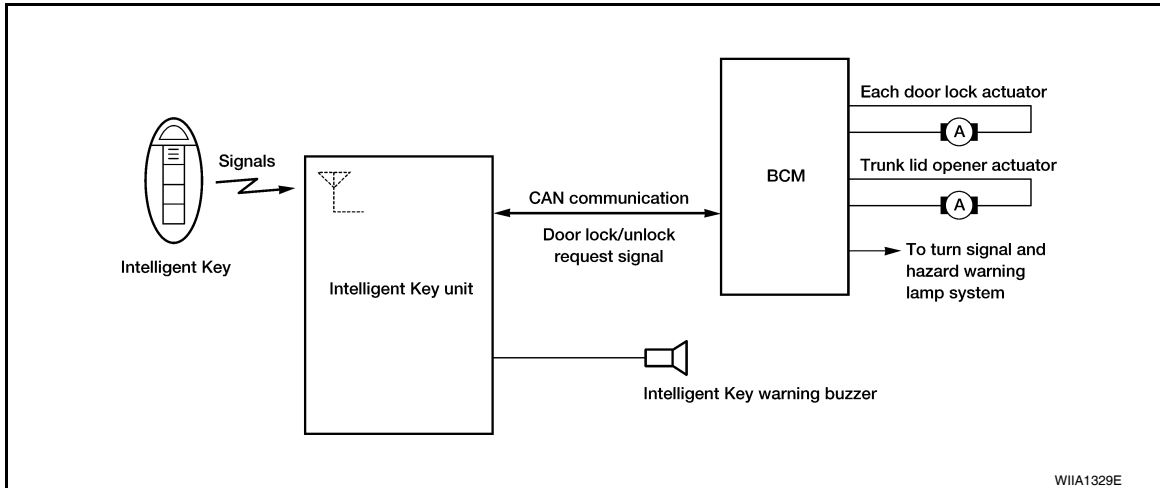 Each door lock actuator
A
Signals
Trunk lid opener actuator
BCM
CAN communication
A
Door lock/unlock
request signal
To turn signal and
hazard warning
lamp system
Intelligent Key
Intelligent Key unit
Intelligent Key warning buzzer
WIIA1329E